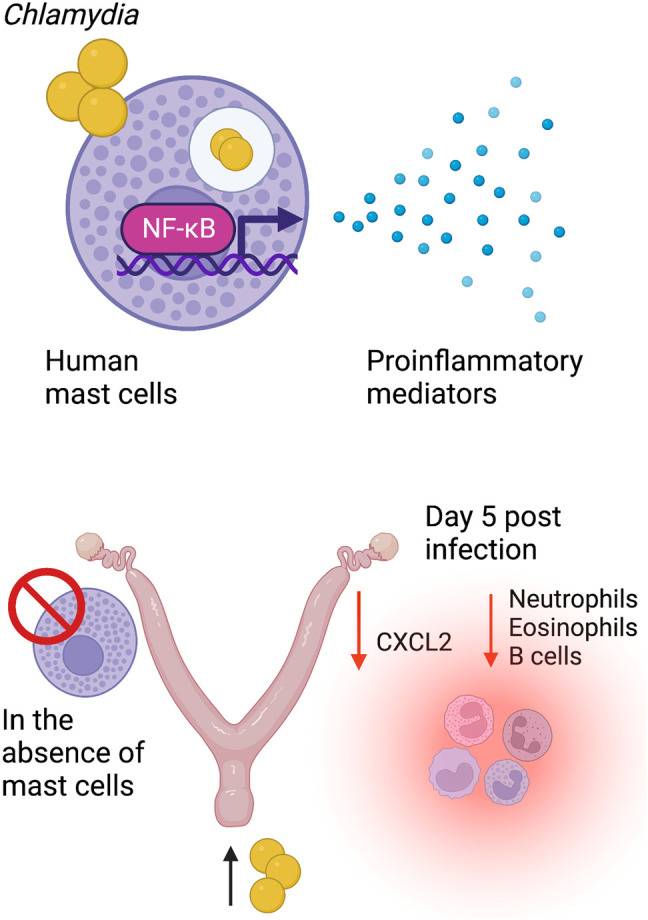 Chlamydia
NF-κB
Human
mast cells
Proinflammatory
mediators
Day 5 post
infection
Neutrophils
Eosinophils
B cells
CXCL2
In the
absence of
mast cells